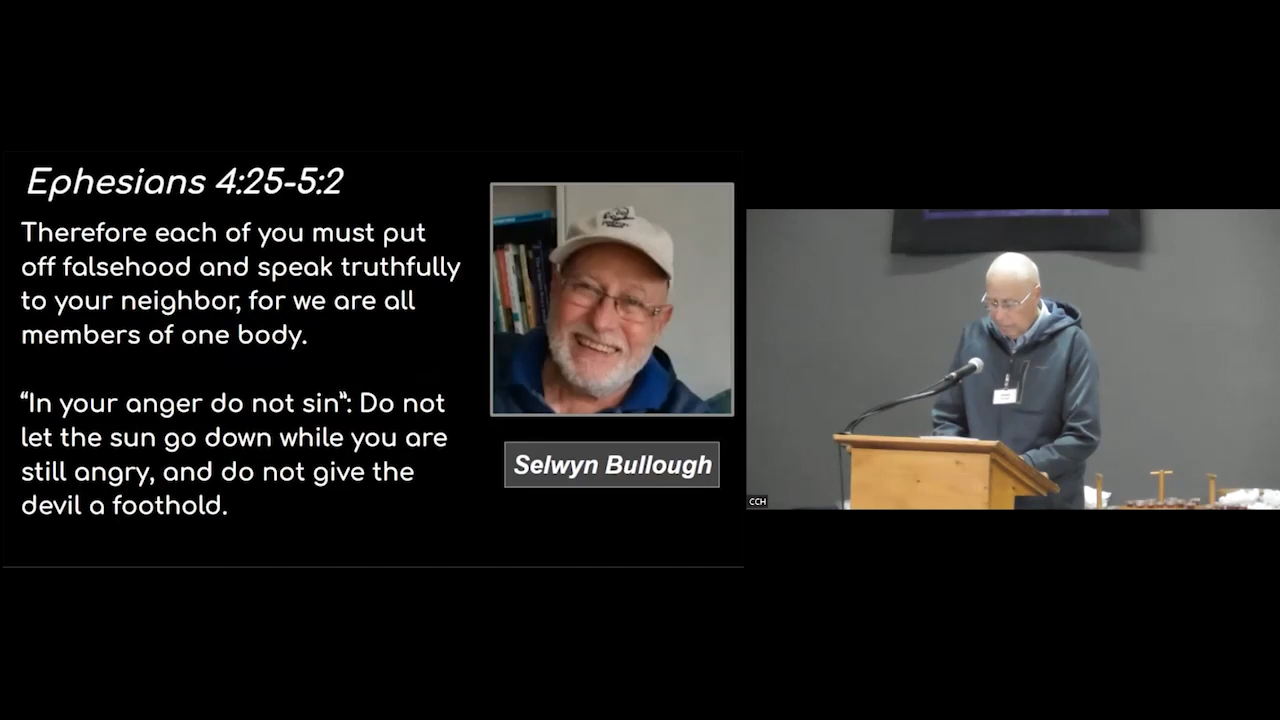 Ephesians 4:25-5:2
Therefore each of you must put
off falsehood and speak truthfully
to your neighbor, for we are all
members of one body.
“In your anger do not sin”: Do not
let the sun go down while you are
still angry, and do not give the
devil a foothold.
Selwyn Bullough
CCH